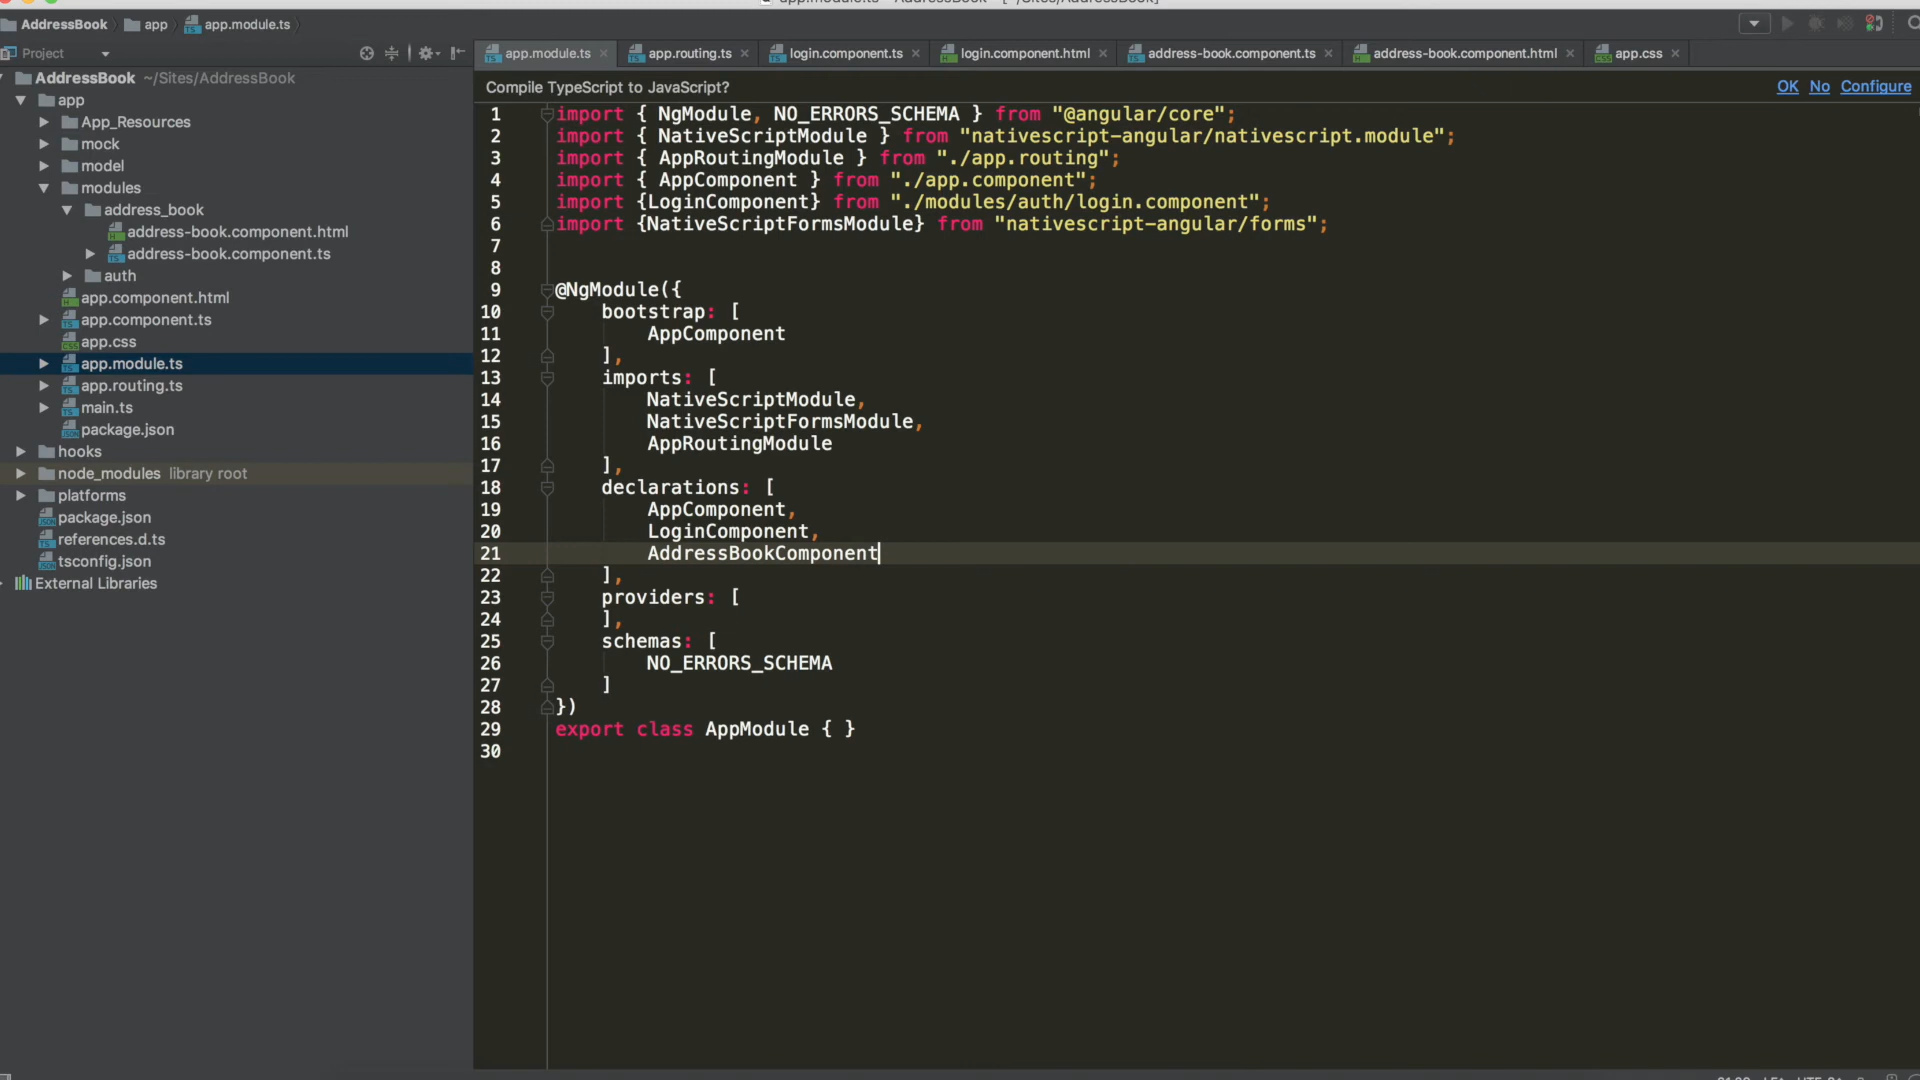 app.module.ts - AddressBook - [~/Sites/AddressBook]
AddressBook app app.module.ts
Project
app.module.ts app.routing.ts login.component.ts login.component.html address-book.component.ts address-book.component.html app.css
Compile TypeScript to JavaScript? OK No Configure
AddressBook ~/Sites/AddressBook
app
App_Resources
mock
model
modules
address_book
address-book.component.html
address-book.component.ts
auth
app.component.html
app.component.ts
app.css
app.module.ts
app.routing.ts
main.ts
package.json
hooks
node_modules library root
platforms
package.json
references.d.ts
tsconfig.json
External Libraries
1 import { NgModule, NO_ERRORS_SCHEMA } from "@angular/core";
2 import { NativeScriptModule } from "nativescript-angular/nativescript.module";
3 import { AppRoutingModule } from "./app.routing";
4 import { AppComponent } from "./app.component";
5 import {LoginComponent} from "./modules/auth/login.component";
6 import {NativeScriptFormsModule} from "nativescript-angular/forms";
7
8
9 @NgModule({
10 bootstrap: [
11 AppComponent
12 ],
13 imports: [
14 NativeScriptModule,
15 NativeScriptFormsModule,
16 AppRoutingModule
17 ],
18 declarations: [
19 AppComponent,
20 LoginComponent,
21 AddressBookComponent
22 ],
23 providers: [
24 ],
25 schemas: [
26 NO_ERRORS_SCHEMA
27 ]
28 })
29 export class AppModule { }
30